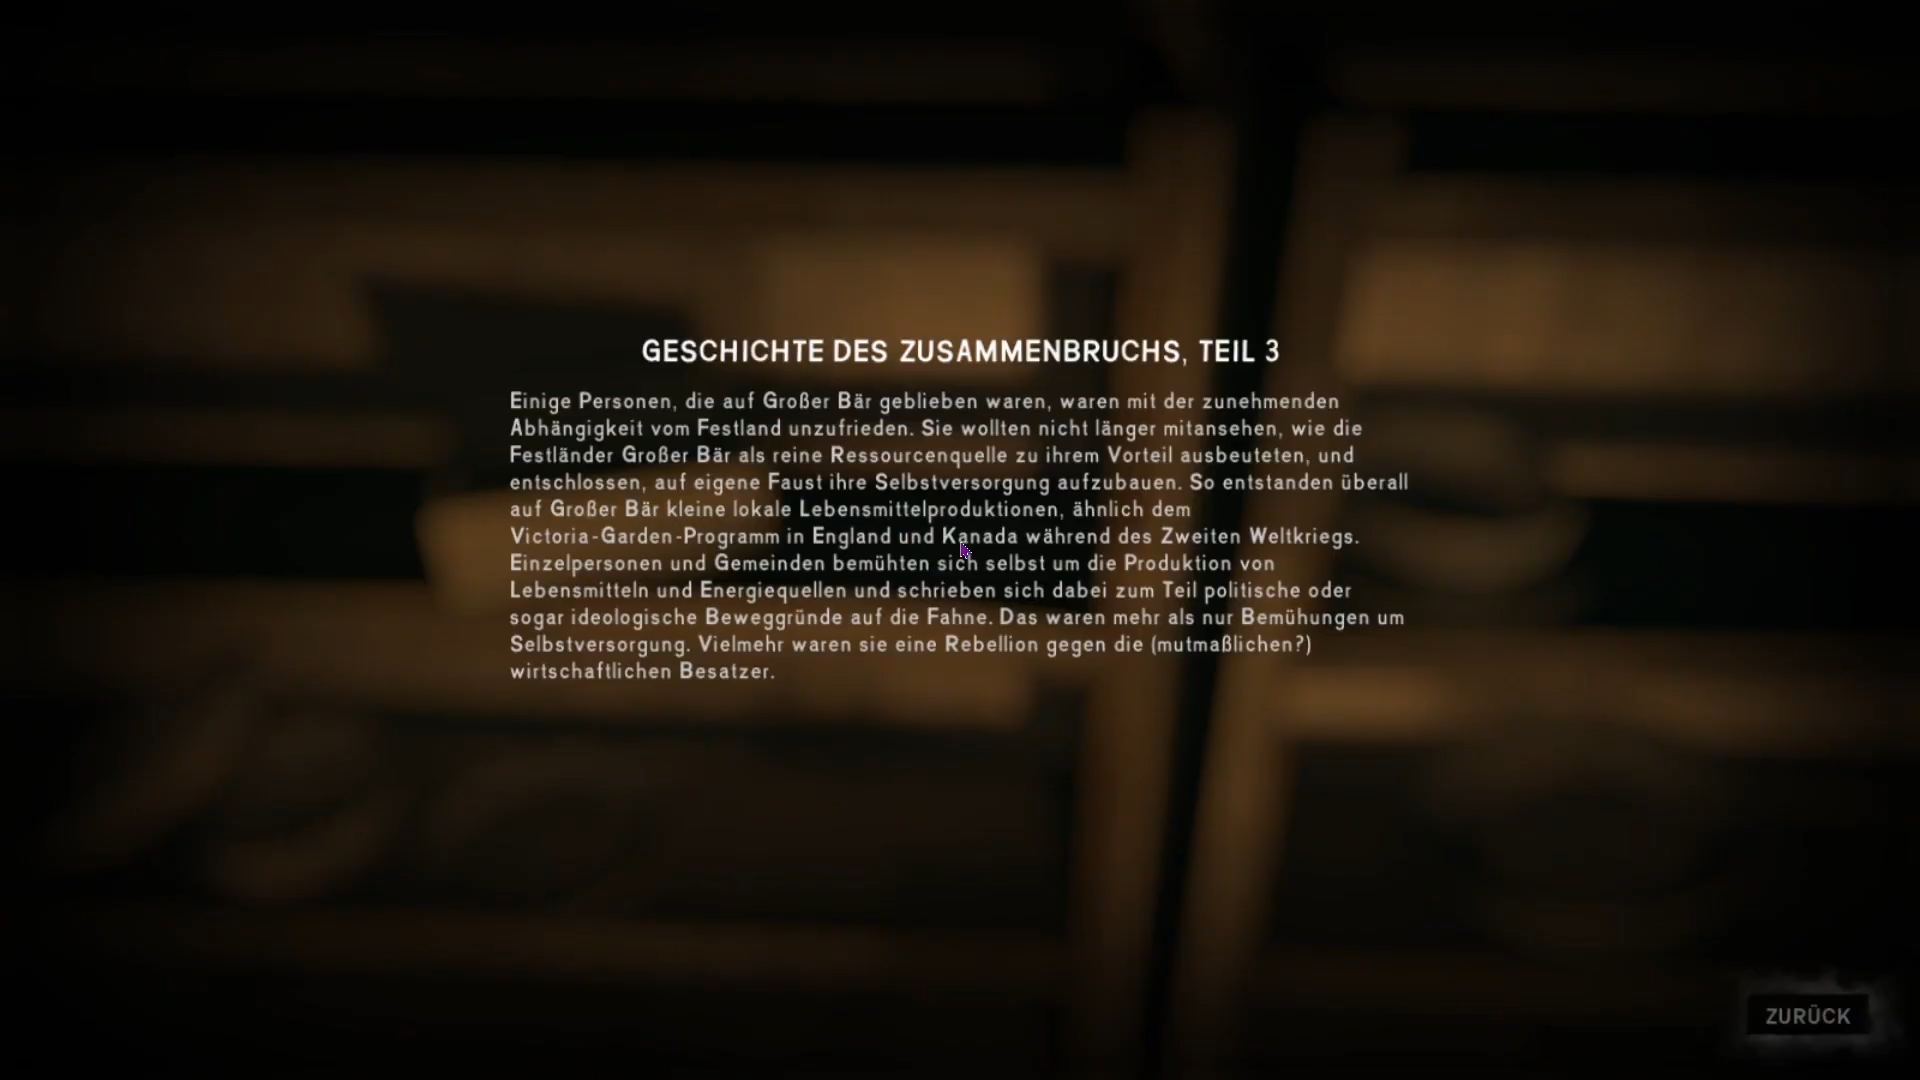 GESCHICHTE DES ZUSAMMENBRUCHS, TEIL 3
Einige Personen, die auf Großer Bär geblieben waren, waren mit der zunehmenden
Abhängigkeit vom Festland unzufrieden. Sie wollten nicht länger mitansehen, wie die
Festländer Großer Bär als reine Ressourcenquelle zu ihrem Vorteil ausbeuteten, und
entschlossen, auf eigene Faust ihre Selbstversorgung aufzubauen. So entstanden überall
auf Großer Bär kleine lokale Lebensmittelproduktionen, ähnlich dem
Victoria-Garden-Programm in England und Kanada während des Zweiten Weltkriegs.
Einzelpersonen und Gemeinden bemühten sich selbst um die Produktion von
Lebensmitteln und Energiequellen und schrieben sich dabei zum Teil politische oder
sogar ideologische Beweggründe auf die Fahne. Das waren mehr als nur Bemühungen um
Selbstversorgung. Vielmehr waren sie eine Rebellion gegen die (mutmaßlichen?)
wirtschaftlichen Besatzer.
ZURÜCK